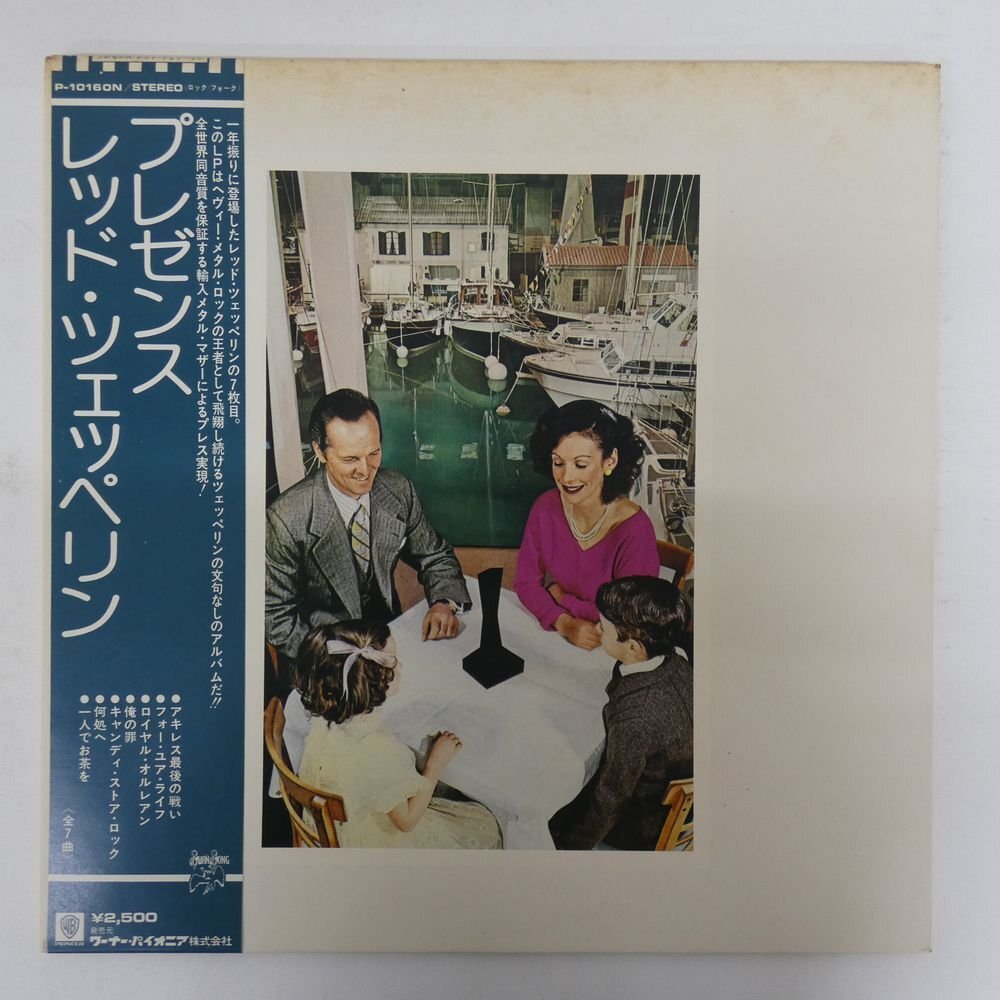 P-10160N/STEREO(ロック フォーク)
プレゼンス
レッド・ツェッペリン
一年振りに登場したレッド・ツェッペリンの7枚目。
このLPはヘヴィー・メタル・ロックの王者として飛翔し続けるツェッペリンの文句なしのアルバムだ!!
全世界同音質を保証する輸入メタル・マザーによるプレス実現!
●アキレス最後の戦い
●フォー・ユア・ライフ
●ロイヤル・オルレアン
●俺の罪
●キャンディ・ストア・ロック
●何処へ
●一人でお茶を
〈全7曲〉
SWAN SONG
WB
PIONEER
¥2,500
発売元
ワーナー・パイオニア株式会社